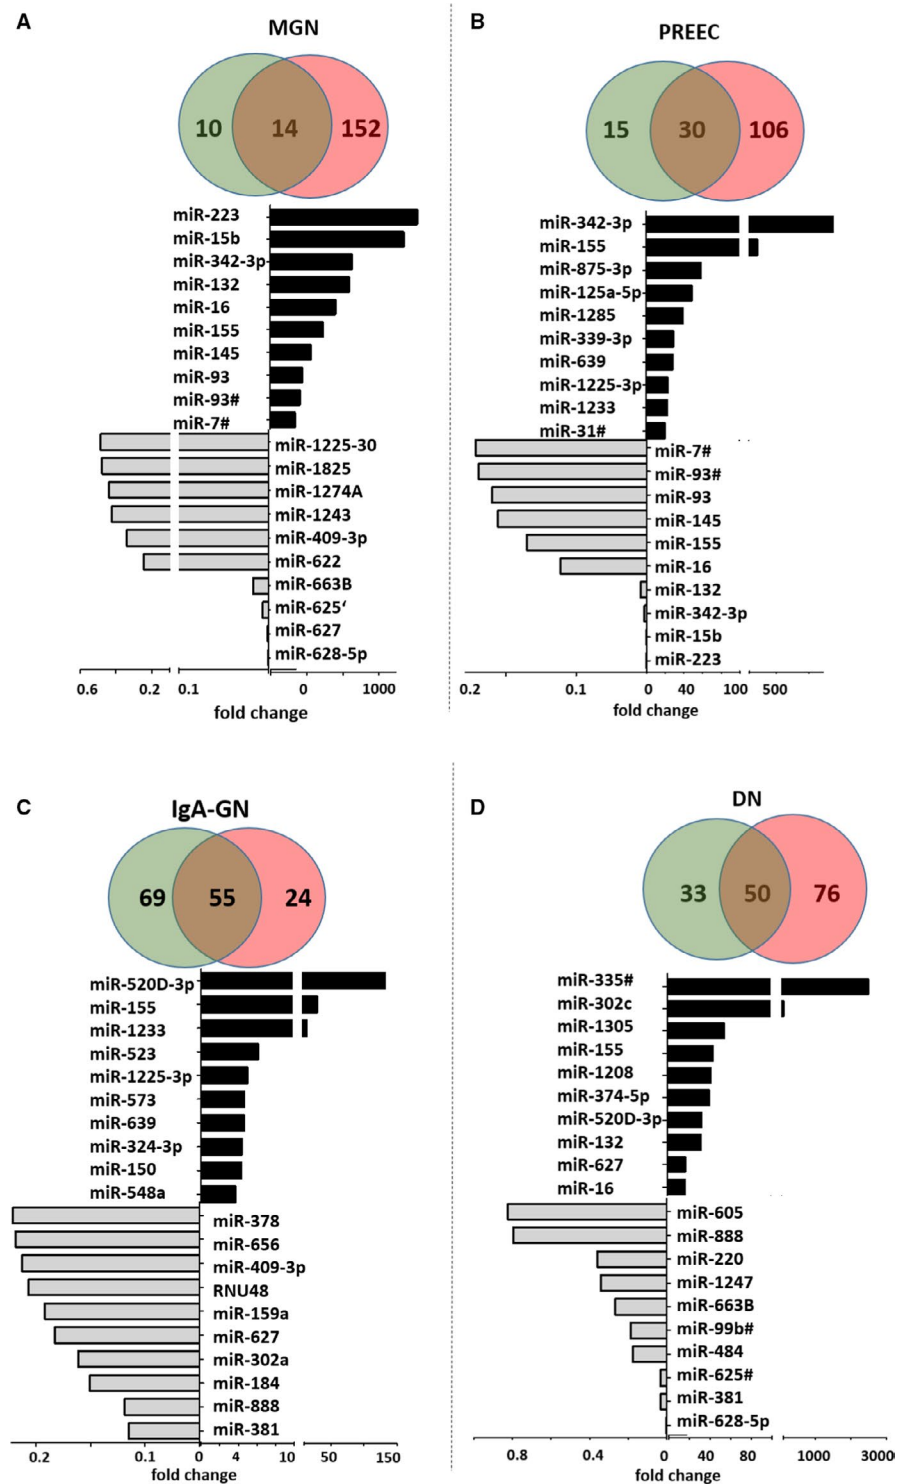 A
MGN
10
14
152
miR-223
miR-15b
miR-342-3p
miR-132
miR-16
miR-155
miR-145
miR-93
miR-93#
miR-7#
miR-1225-30
miR-1825
miR-1274A
miR-1243
miR-409-3p
miR-622
miR-663B
miR-625‘
miR-627
miR-628-5p
0.6 0.2 0.1 0 1000
fold change
B
PREEC
15
30
106
miR-342-3p
miR-155
miR-875-3p
miR-125a-5p
miR-1285
miR-339-3p
miR-639
miR-1225-3p
miR-1233
miR-31#
miR-7#
miR-93#
miR-93
miR-145
miR-155
miR-16
miR-132
miR-342-3p
miR-15b
miR-223
0.2 0.1 0 40 100 500
fold change
C
IgA-GN
69
55
24
miR-520D-3p
miR-155
miR-1233
miR-523
miR-1225-3p
miR-573
miR-639
miR-324-3p
miR-150
miR-548a
miR-378
miR-656
miR-409-3p
RNU48
miR-159a
miR-627
miR-302a
miR-184
miR-888
miR-381
0.2 0.1 0 4 6 10 50 150
fold change
D
DN
33
50
76
miR-335#
miR-302c
miR-1305
miR-155
miR-1208
miR-374-5p
miR-520D-3p
miR-132
miR-627
miR-16
miR-605
miR-888
miR-220
miR-1247
miR-663B
miR-99b#
miR-484
miR-625#
miR-381
miR-628-5p
0.8 0.4 0 40 80 1000 3000
fold change